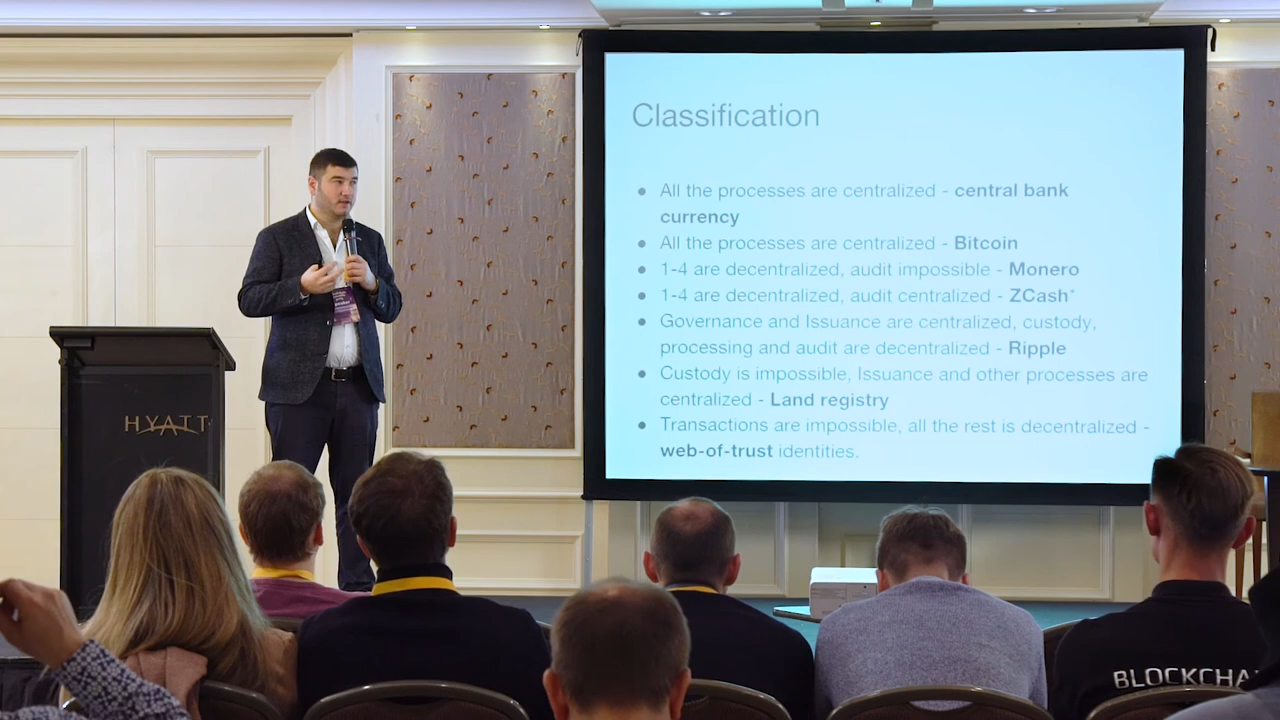 Classification
● All the processes are centralized - central bank
currency
● All the processes are centralized - Bitcoin
● 1-4 are decentralized, audit impossible - Monero
● 1-4 are decentralized, audit centralized - ZCash*
● Governance and Issuance are centralized, custody,
processing and audit are decentralized - Ripple
● Custody is impossible, Issuance and other processes are
centralized - Land registry
● Transactions are impossible, all the rest is decentralized -
web-of-trust identities.
HYATT
BLOCKCHA